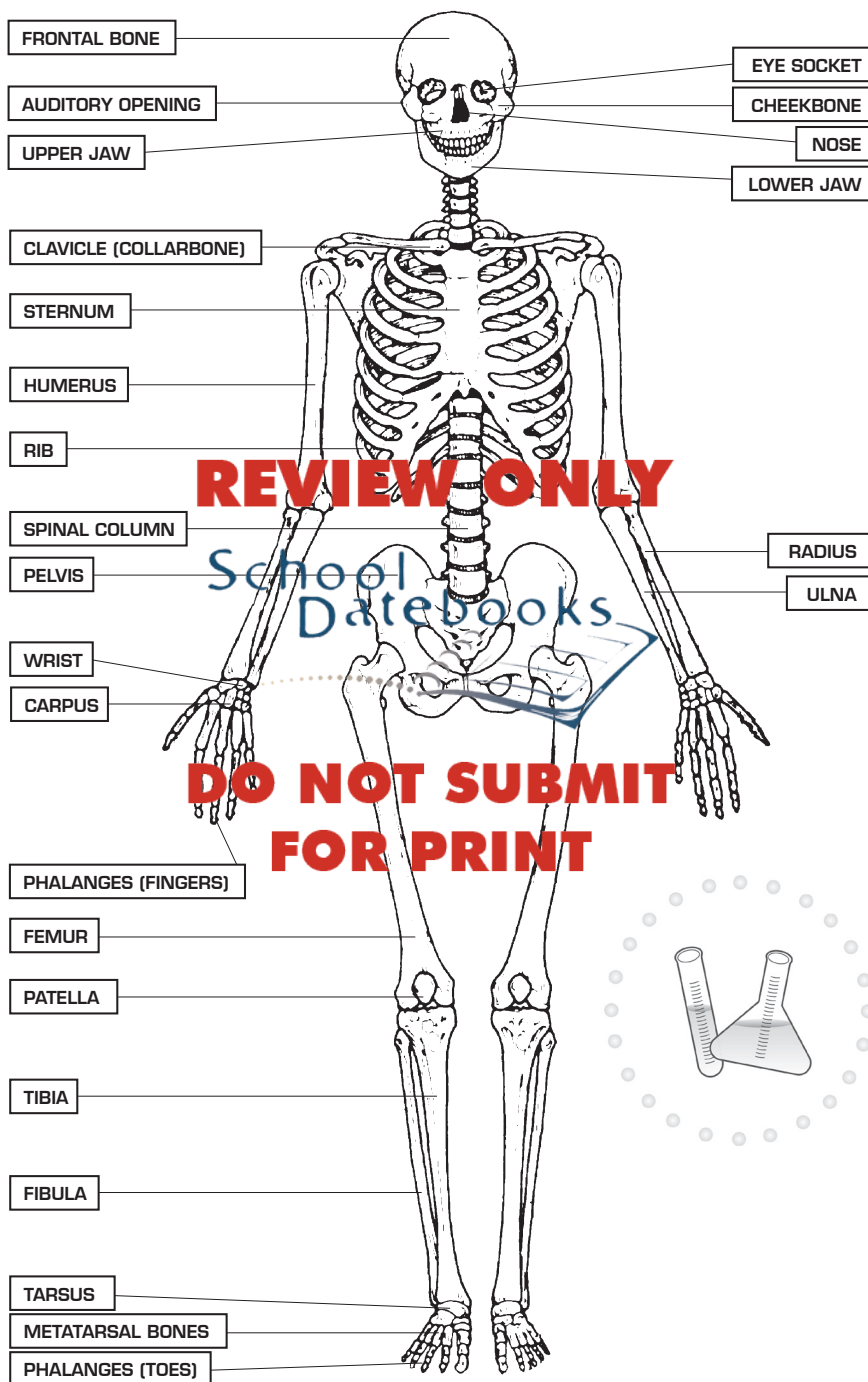 FRONTAL BONE
AUDITORY OPENING
UPPER JAW
EYE SOCKET
CHEEKBONE
NOSE
LOWER JAW
CLAVICLE (COLLARBONE)
STERNUM
HUMERUS
RIB
REVIEW ONLY
SPINAL COLUMN
PELVIS
School
Datebooks
RADIUS
ULNA
WRIST
CARPUS
DO NOT SUBMIT
FOR PRINT
PHALANGES (FINGERS)
FEMUR
PATELLA
TIBIA
FIBULA
TARSUS
METATARSAL BONES
PHALANGES (TOES)